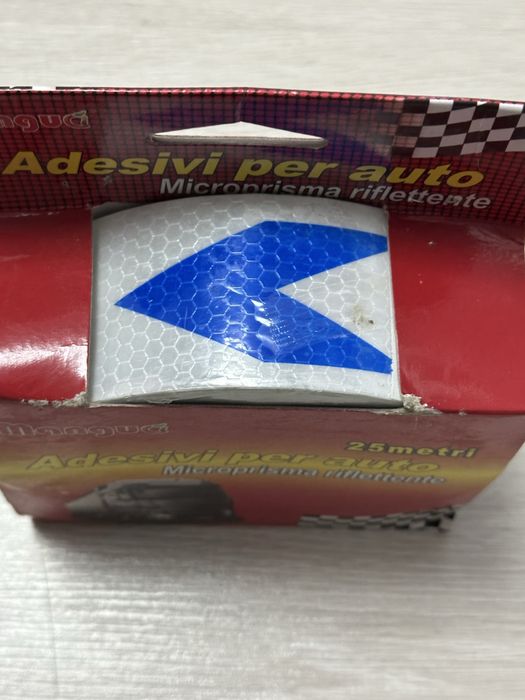 Adesivi per auto
Microprisma riflettente
25metri
Adesivi per auto
Microprisma riflettente